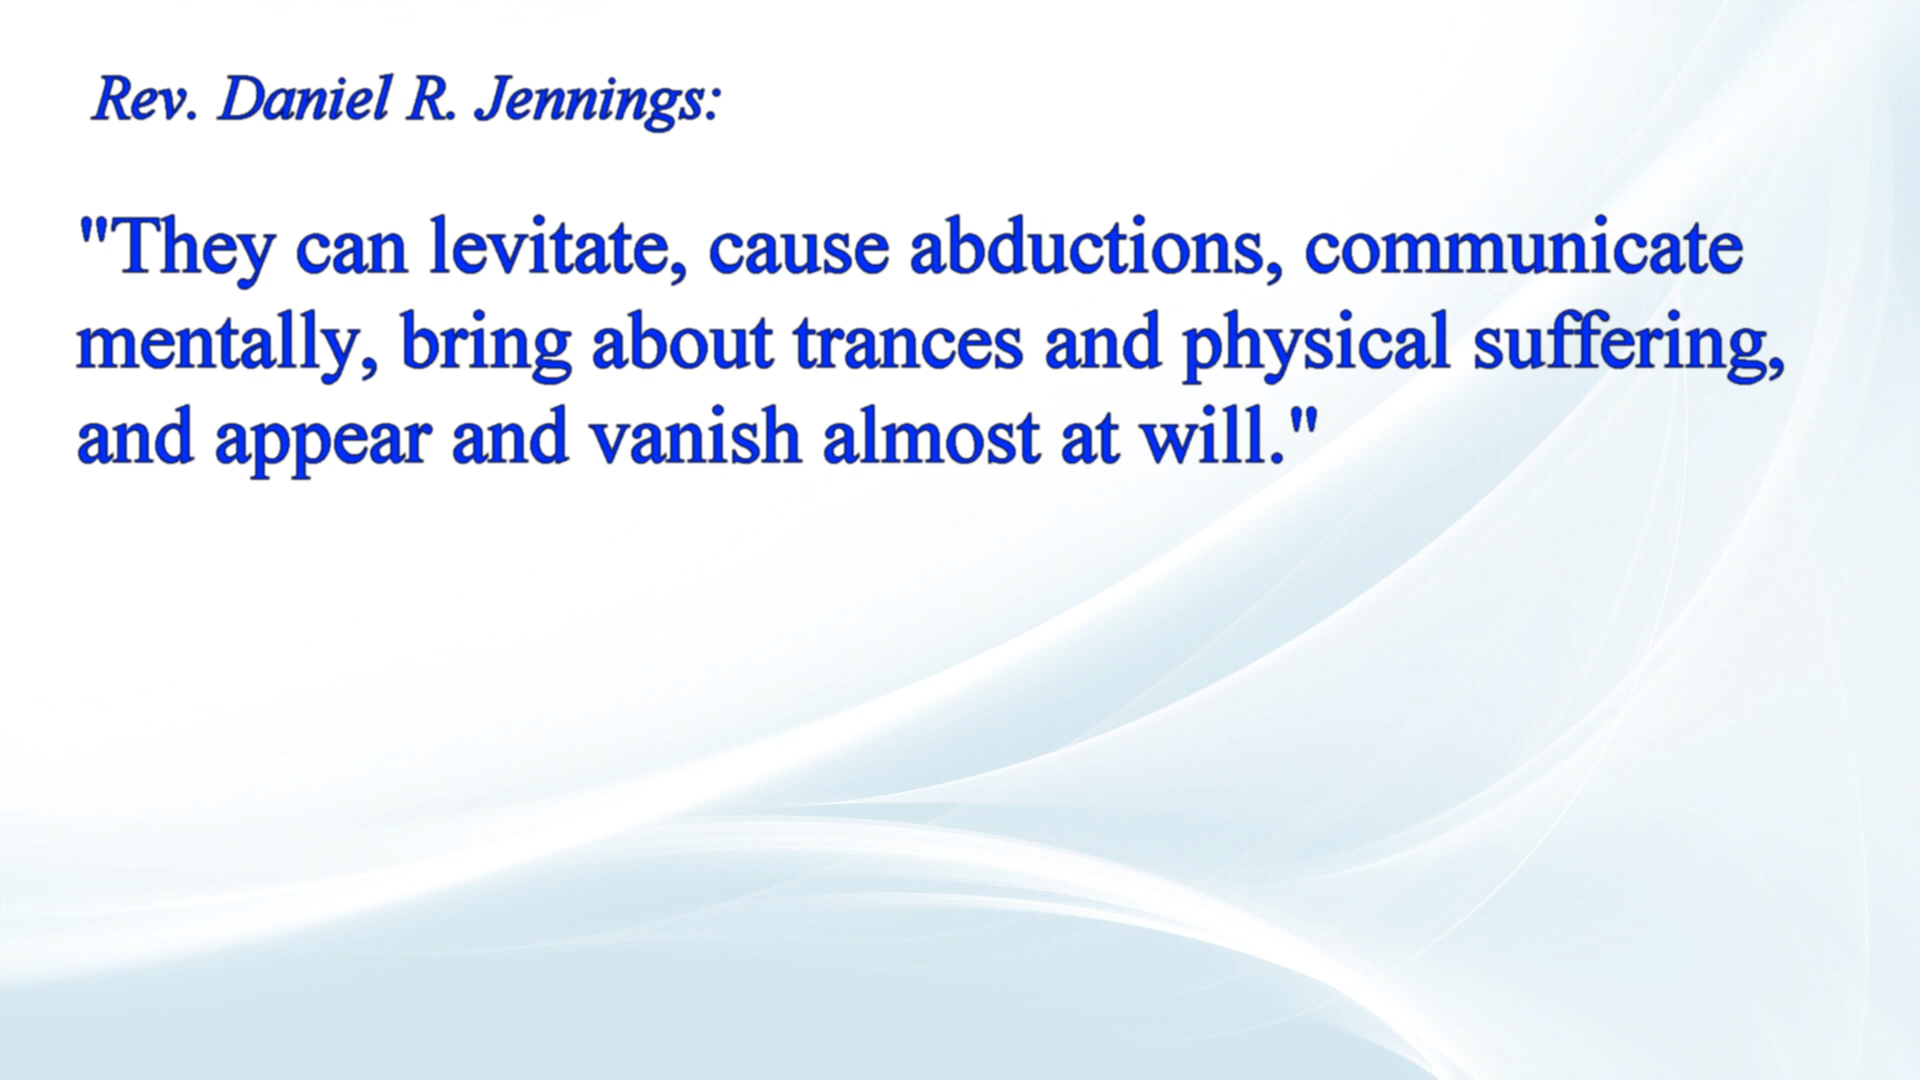 Rev. Daniel R. Jennings:
"They can levitate, cause abductions, communicate
mentally, bring about trances and physical suffering,
and appear and vanish almost at will."